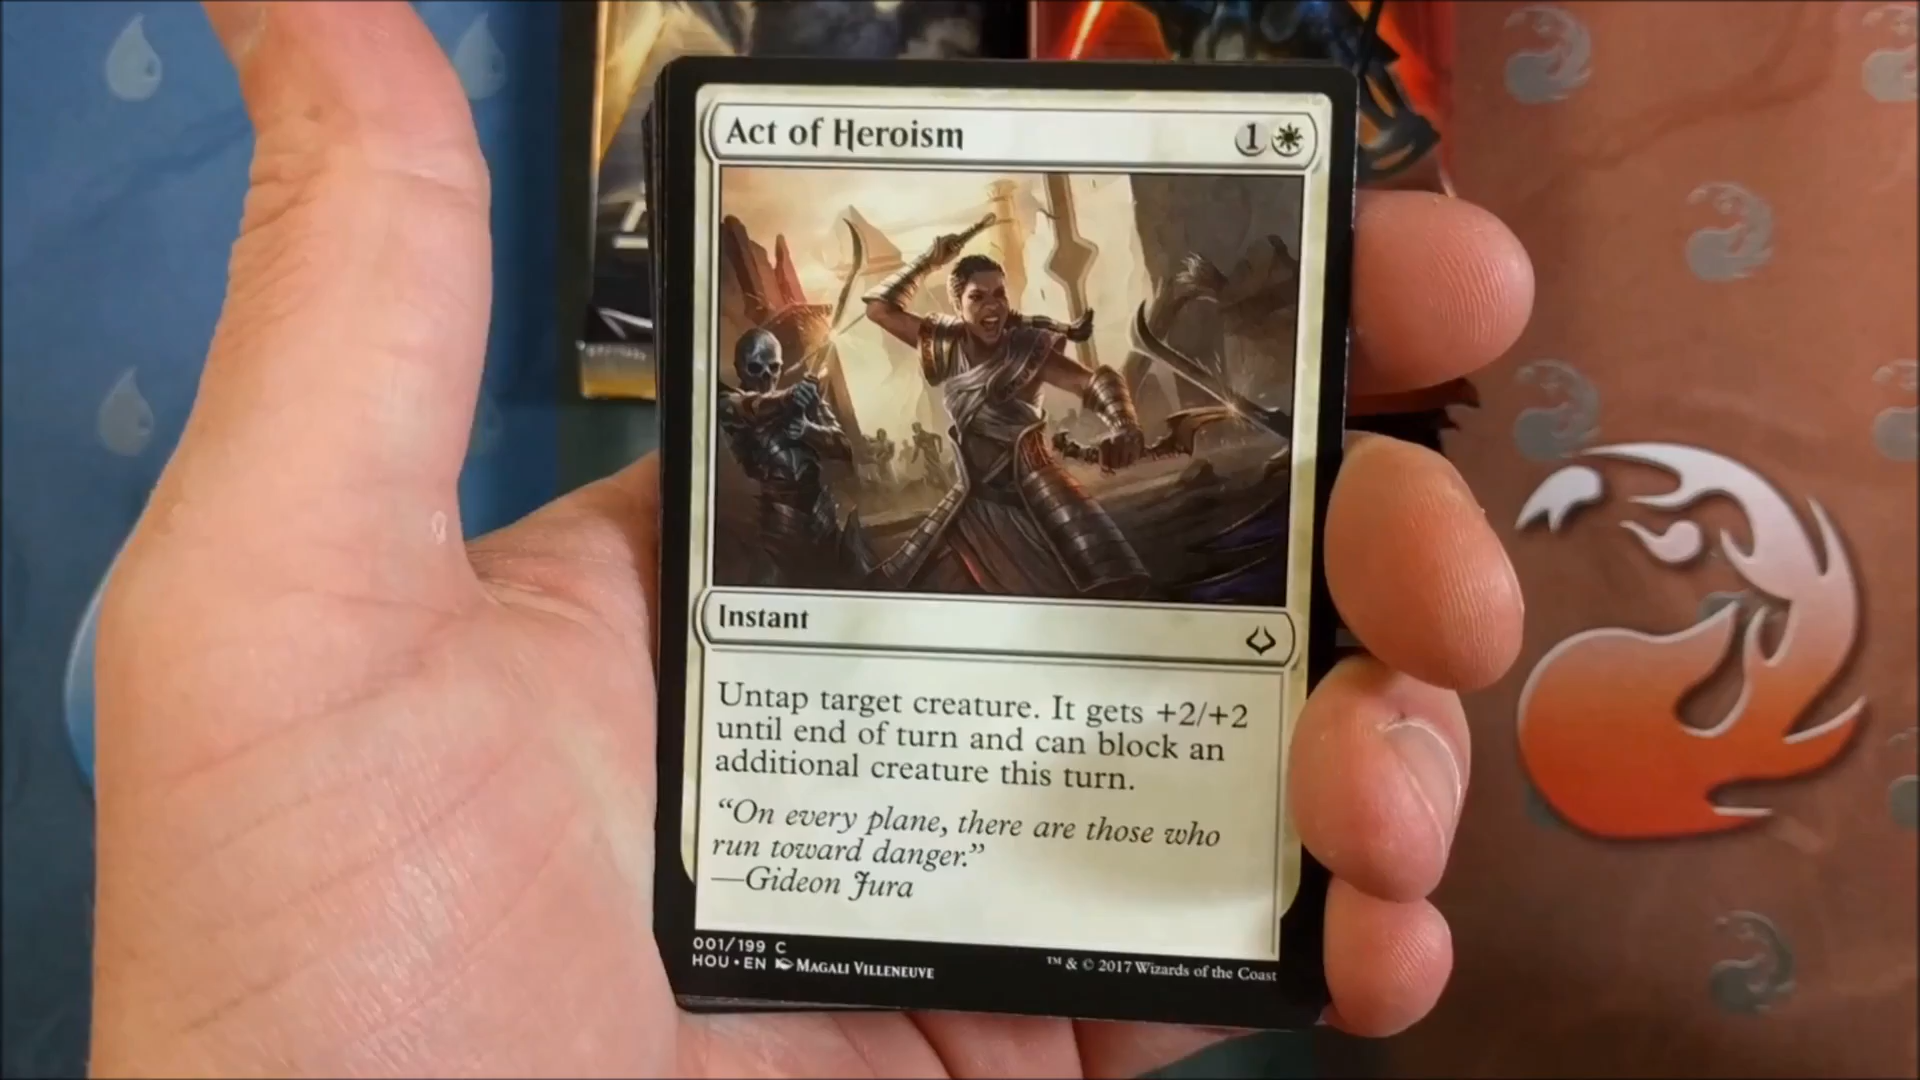 Act of Heroism 1
Instant
Untap target creature. It gets +2/+2
until end of turn and can block an
additional creature this turn.
“On every plane, there are those who
run toward danger.”
—Gideon Jura
001/199 C
HOU • EN MAGALI VILLENEUVE
™ & © 2017 Wizards of the Coast